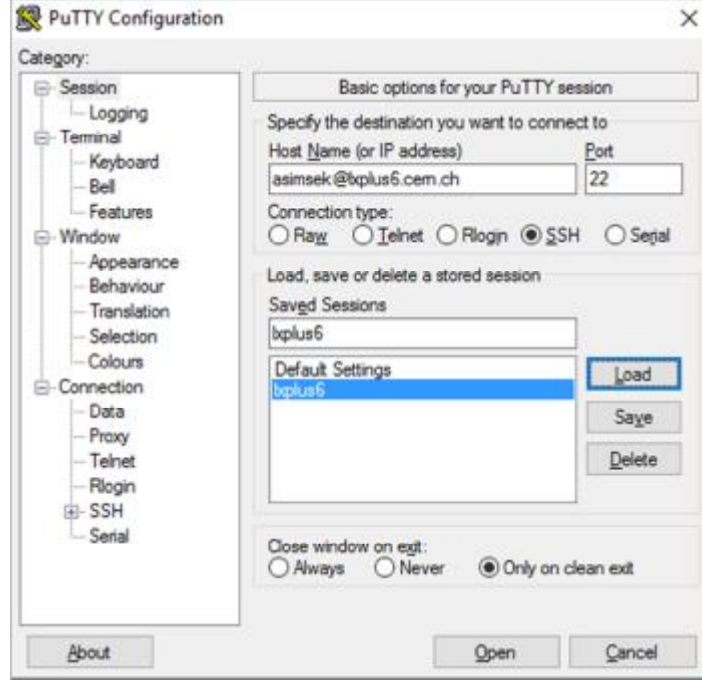 PuTTY Configuration
Category:
Session
Logging
Terminal
Keyboard
Bell
Features
Window
Appearance
Behaviour
Translation
Selection
Colours
Connection
Data
Proxy
Telnet
Rlogin
SSH
Serial
Basic options for your PuTTY session
Specify the destination you want to connect to
Host Name (or IP address) Port
asimsek@lxplus6.cern.ch 22
Connection type:
Raw Telnet Rlogin SSH Serial
Load, save or delete a stored session
Saved Sessions
lxplus6
Default Settings
lxplus6
Load
Save
Delete
Close window on exit:
Always Never Only on clean exit
About Open Cancel